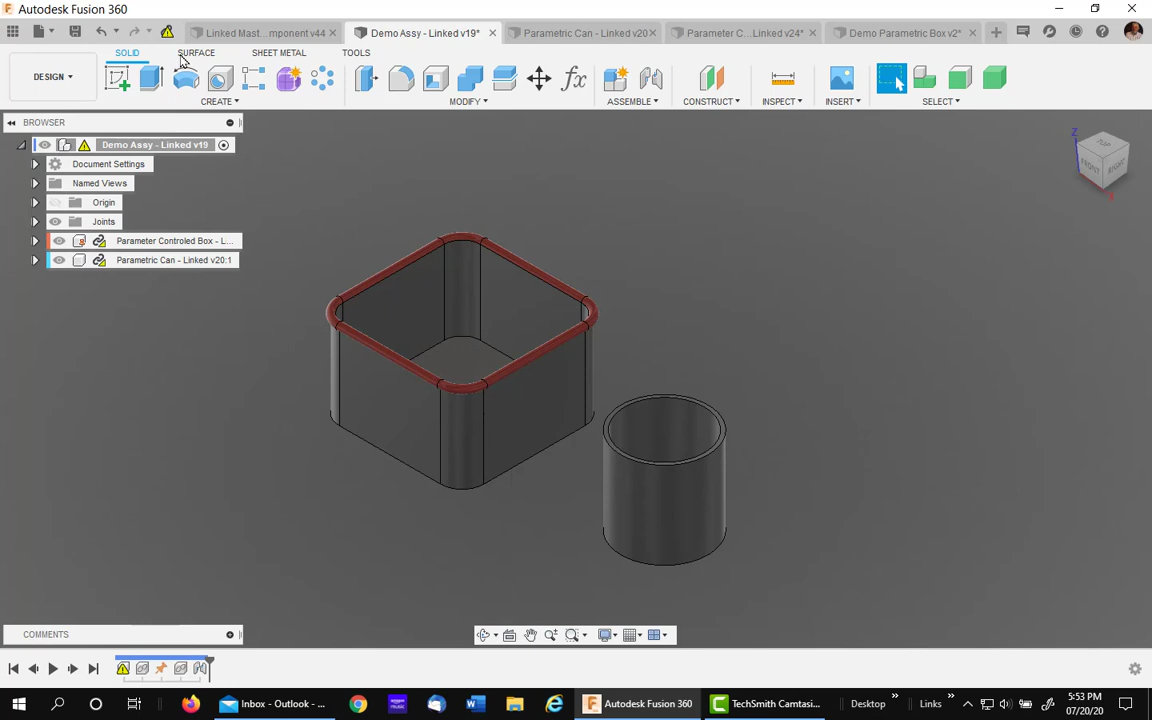 Autodesk Fusion 360
Linked Mast...mponent v44
Demo Assy - Linked v19*
Parametric Can - Linked v20
Parameter C...Linked v24*
Demo Parametric Box v2*
SOLID
SURFACE
SHEET METAL
TOOLS
DESIGN
CREATE
MODIFY
ASSEMBLE
CONSTRUCT
INSPECT
INSERT
SELECT
BROWSER
Demo Assy - Linked v19
Document Settings
Named Views
Origin
Joints
Parameter Controled Box - L...
Parametric Can - Linked v20:1
TOP
FRONT
RIGHT
Z
X
COMMENTS
Inbox - Outlook - ...
Autodesk Fusion 360
TechSmith Camtasi...
Desktop
Links
5:53 PM
07/20/20